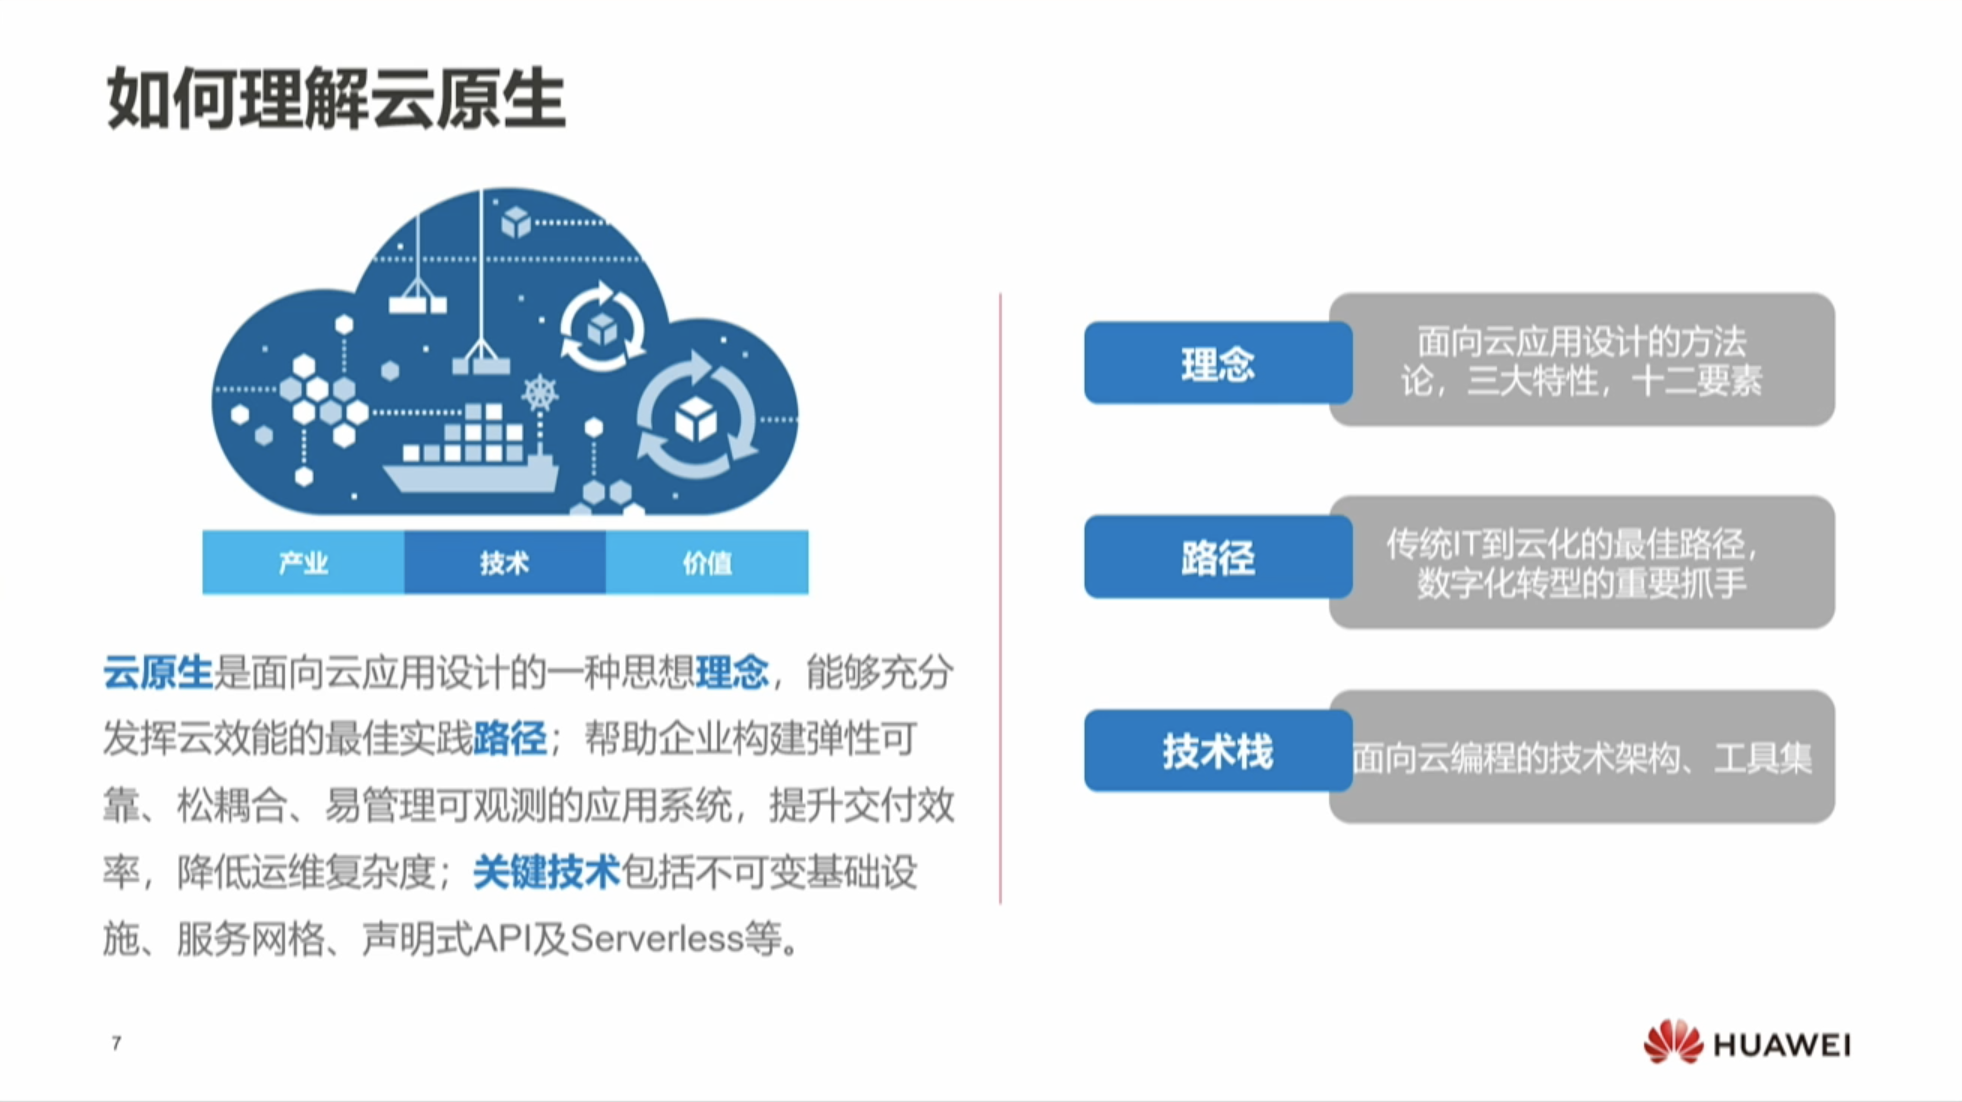 如何理解云原生
产业
技术
价值
云原生是面向云应用设计的一种思想理念，能够充分
发挥云效能的最佳实践路径；帮助企业构建弹性可
靠、松耦合、易管理可观测的应用系统，提升交付效
率，降低运维复杂度；关键技术包括不可变基础设
施、服务网格、声明式API及Serverless等。
理念
面向云应用设计的方法
论，三大特性，十二要素
路径
传统IT到云化的最佳路径，
数字化转型的重要抓手
技术栈
面向云编程的技术架构、工具集
7
HUAWEI